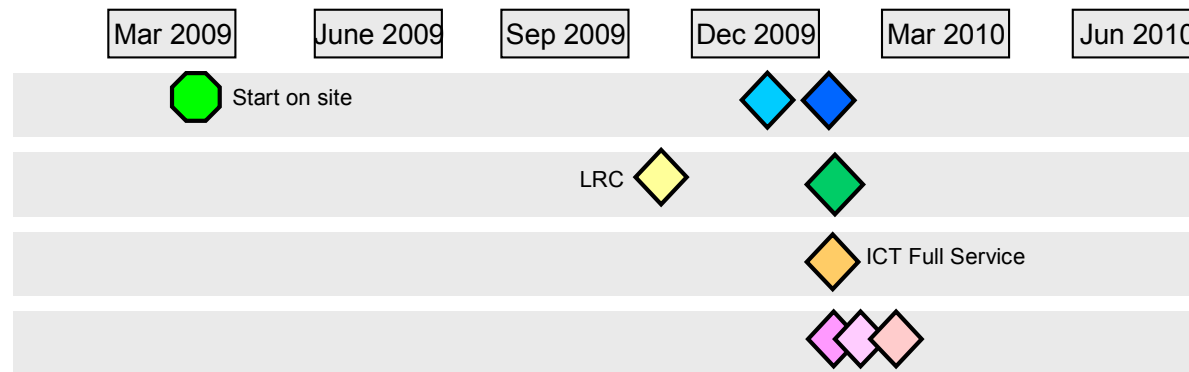 Mar 2009 June 2009 Sep 2009 Dec 2009 Mar 2010 Jun 2010
Start on site
LRC
ICT Full Service